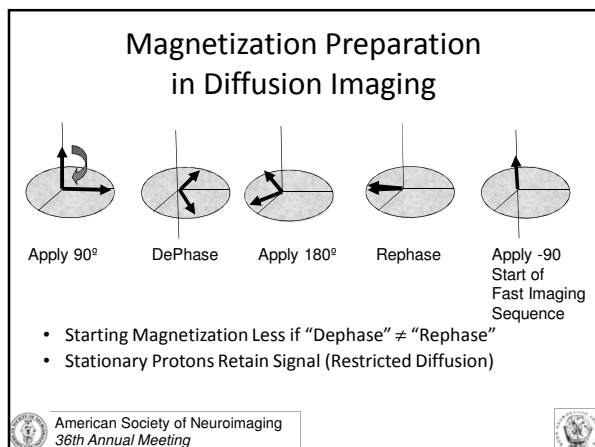 Magnetization Preparation
in Diffusion Imaging
Apply 90º
DePhase
Apply 180º
Rephase
Apply -90
Start of
Fast Imaging
Sequence
• Starting Magnetization Less if “Dephase” ≠ “Rephase”
• Stationary Protons Retain Signal (Restricted Diffusion)
American Society of Neuroimaging
36th Annual Meeting